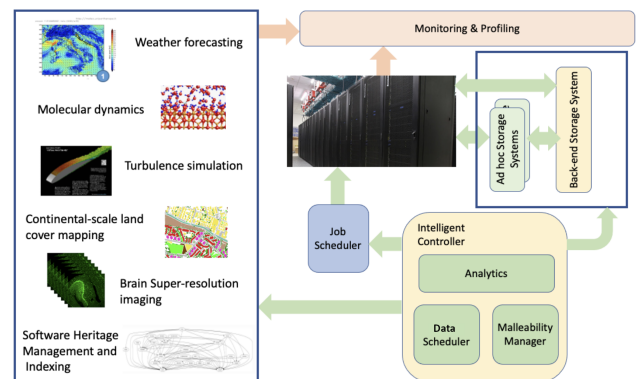 Weather forecasting
1
Molecular dynamics
Turbulence simulation
Continental-scale land
cover mapping
Brain Super-resolution
imaging
Software Heritage
Management and
Indexing
Monitoring & Profiling
Ad hoc Storage
Systems
Back-end Storage System
Job
Scheduler
Intelligent
Controller
Analytics
Data
Scheduler
Malleability
Manager